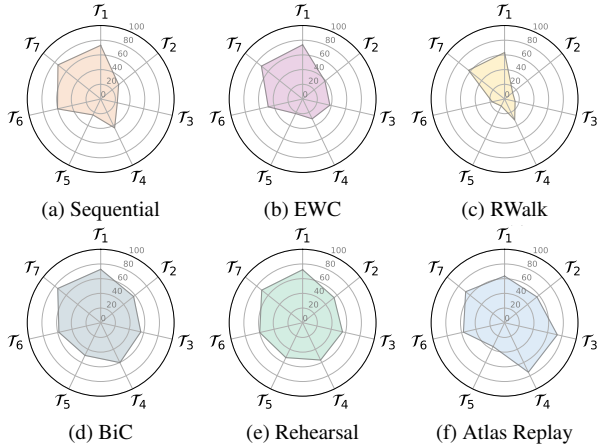 𝒯1 𝒯1 𝒯1
100 100 100
𝒯7 80 𝒯2 𝒯7 80 𝒯2 𝒯7 80 𝒯2
60 60 60
40 40 40
20 20 20
0 0 0
𝒯6 𝒯3 𝒯6 𝒯3 𝒯6 𝒯3
𝒯5 𝒯4 𝒯5 𝒯4 𝒯5 𝒯4
(a) Sequential (b) EWC (c) RWalk
𝒯1 𝒯1 𝒯1
100 100 100
𝒯7 80 𝒯2 𝒯7 80 𝒯2 𝒯7 80 𝒯2
60 60 60
40 40 40
20 20 20
0 0 0
𝒯6 𝒯3 𝒯6 𝒯3 𝒯6 𝒯3
𝒯5 𝒯4 𝒯5 𝒯4 𝒯5 𝒯4
(d) BiC (e) Rehearsal (f) Atlas Replay